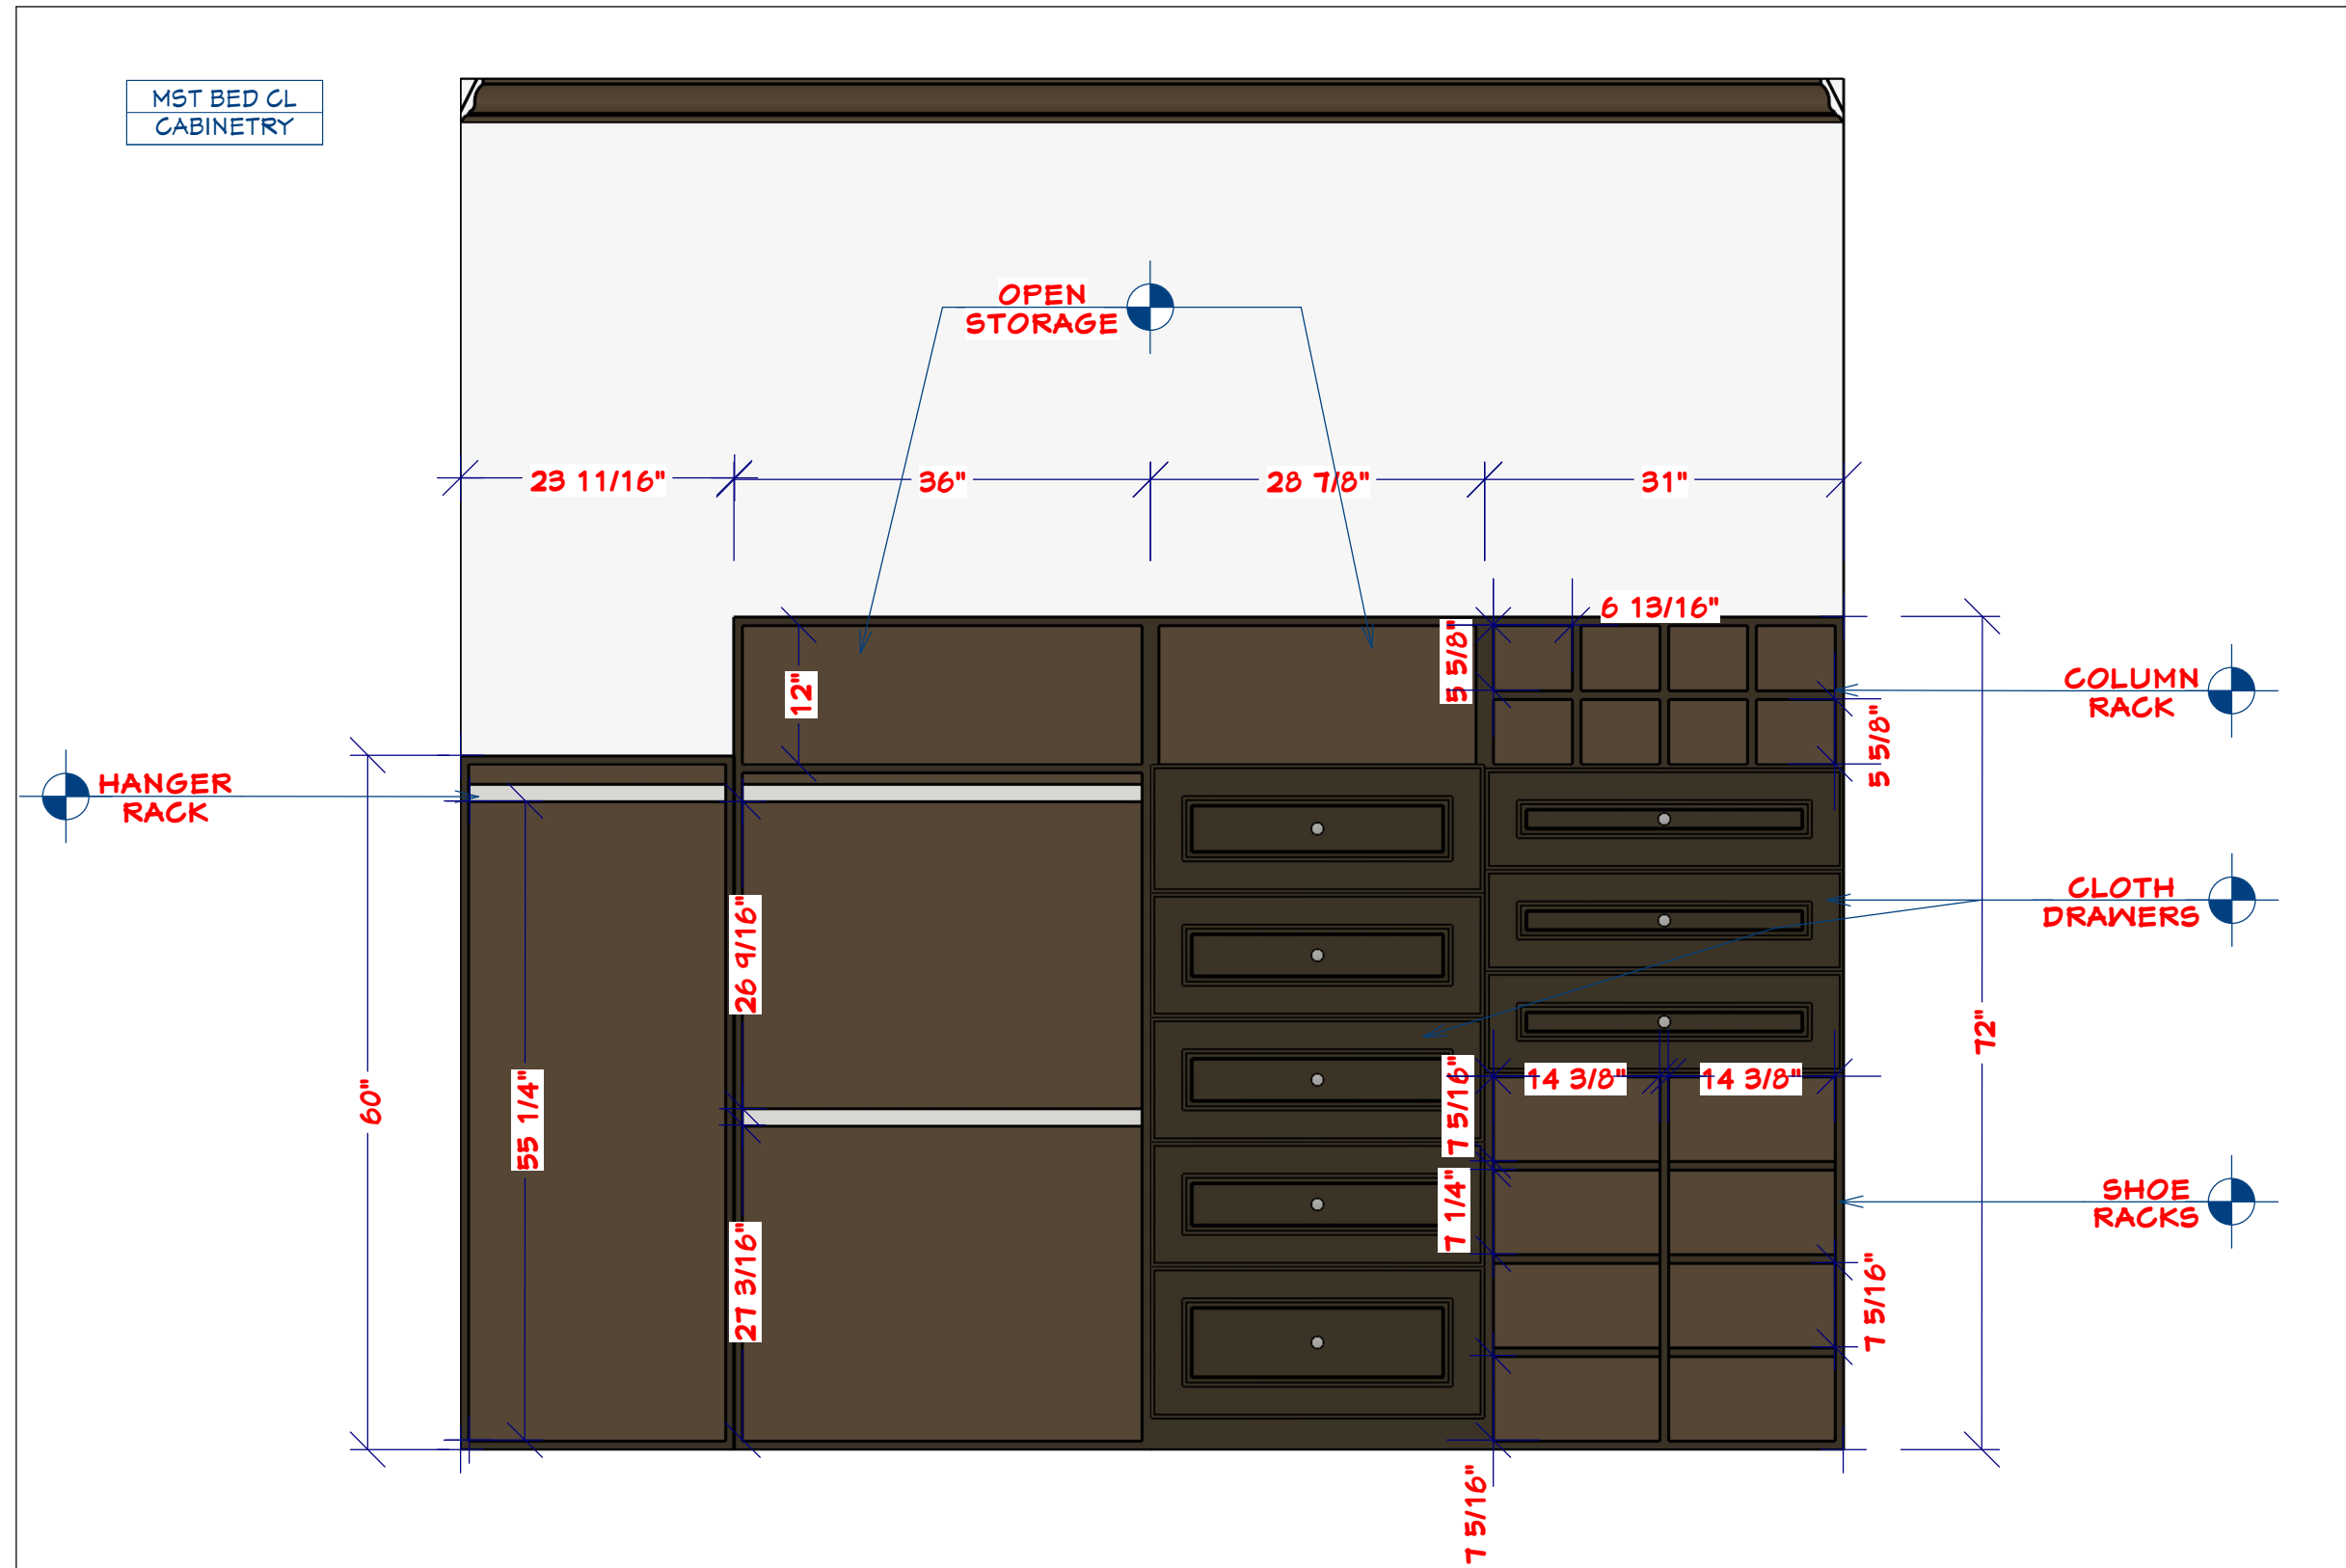 MST BED CL
CABINETRY
OPEN
STORAGE
23 11/16"
36"
28 7/8"
31"
6 13/16"
5 5/8"
12"
COLUMN
RACK
5 5/8"
HANGER
RACK
CLOTH
DRAWERS
26 9/16"
72"
60"
55 1/4"
7 5/16"
14 3/8"
14 3/8"
7 1/4"
SHOE
RACKS
27 3/16"
7 5/16"
7 5/16"